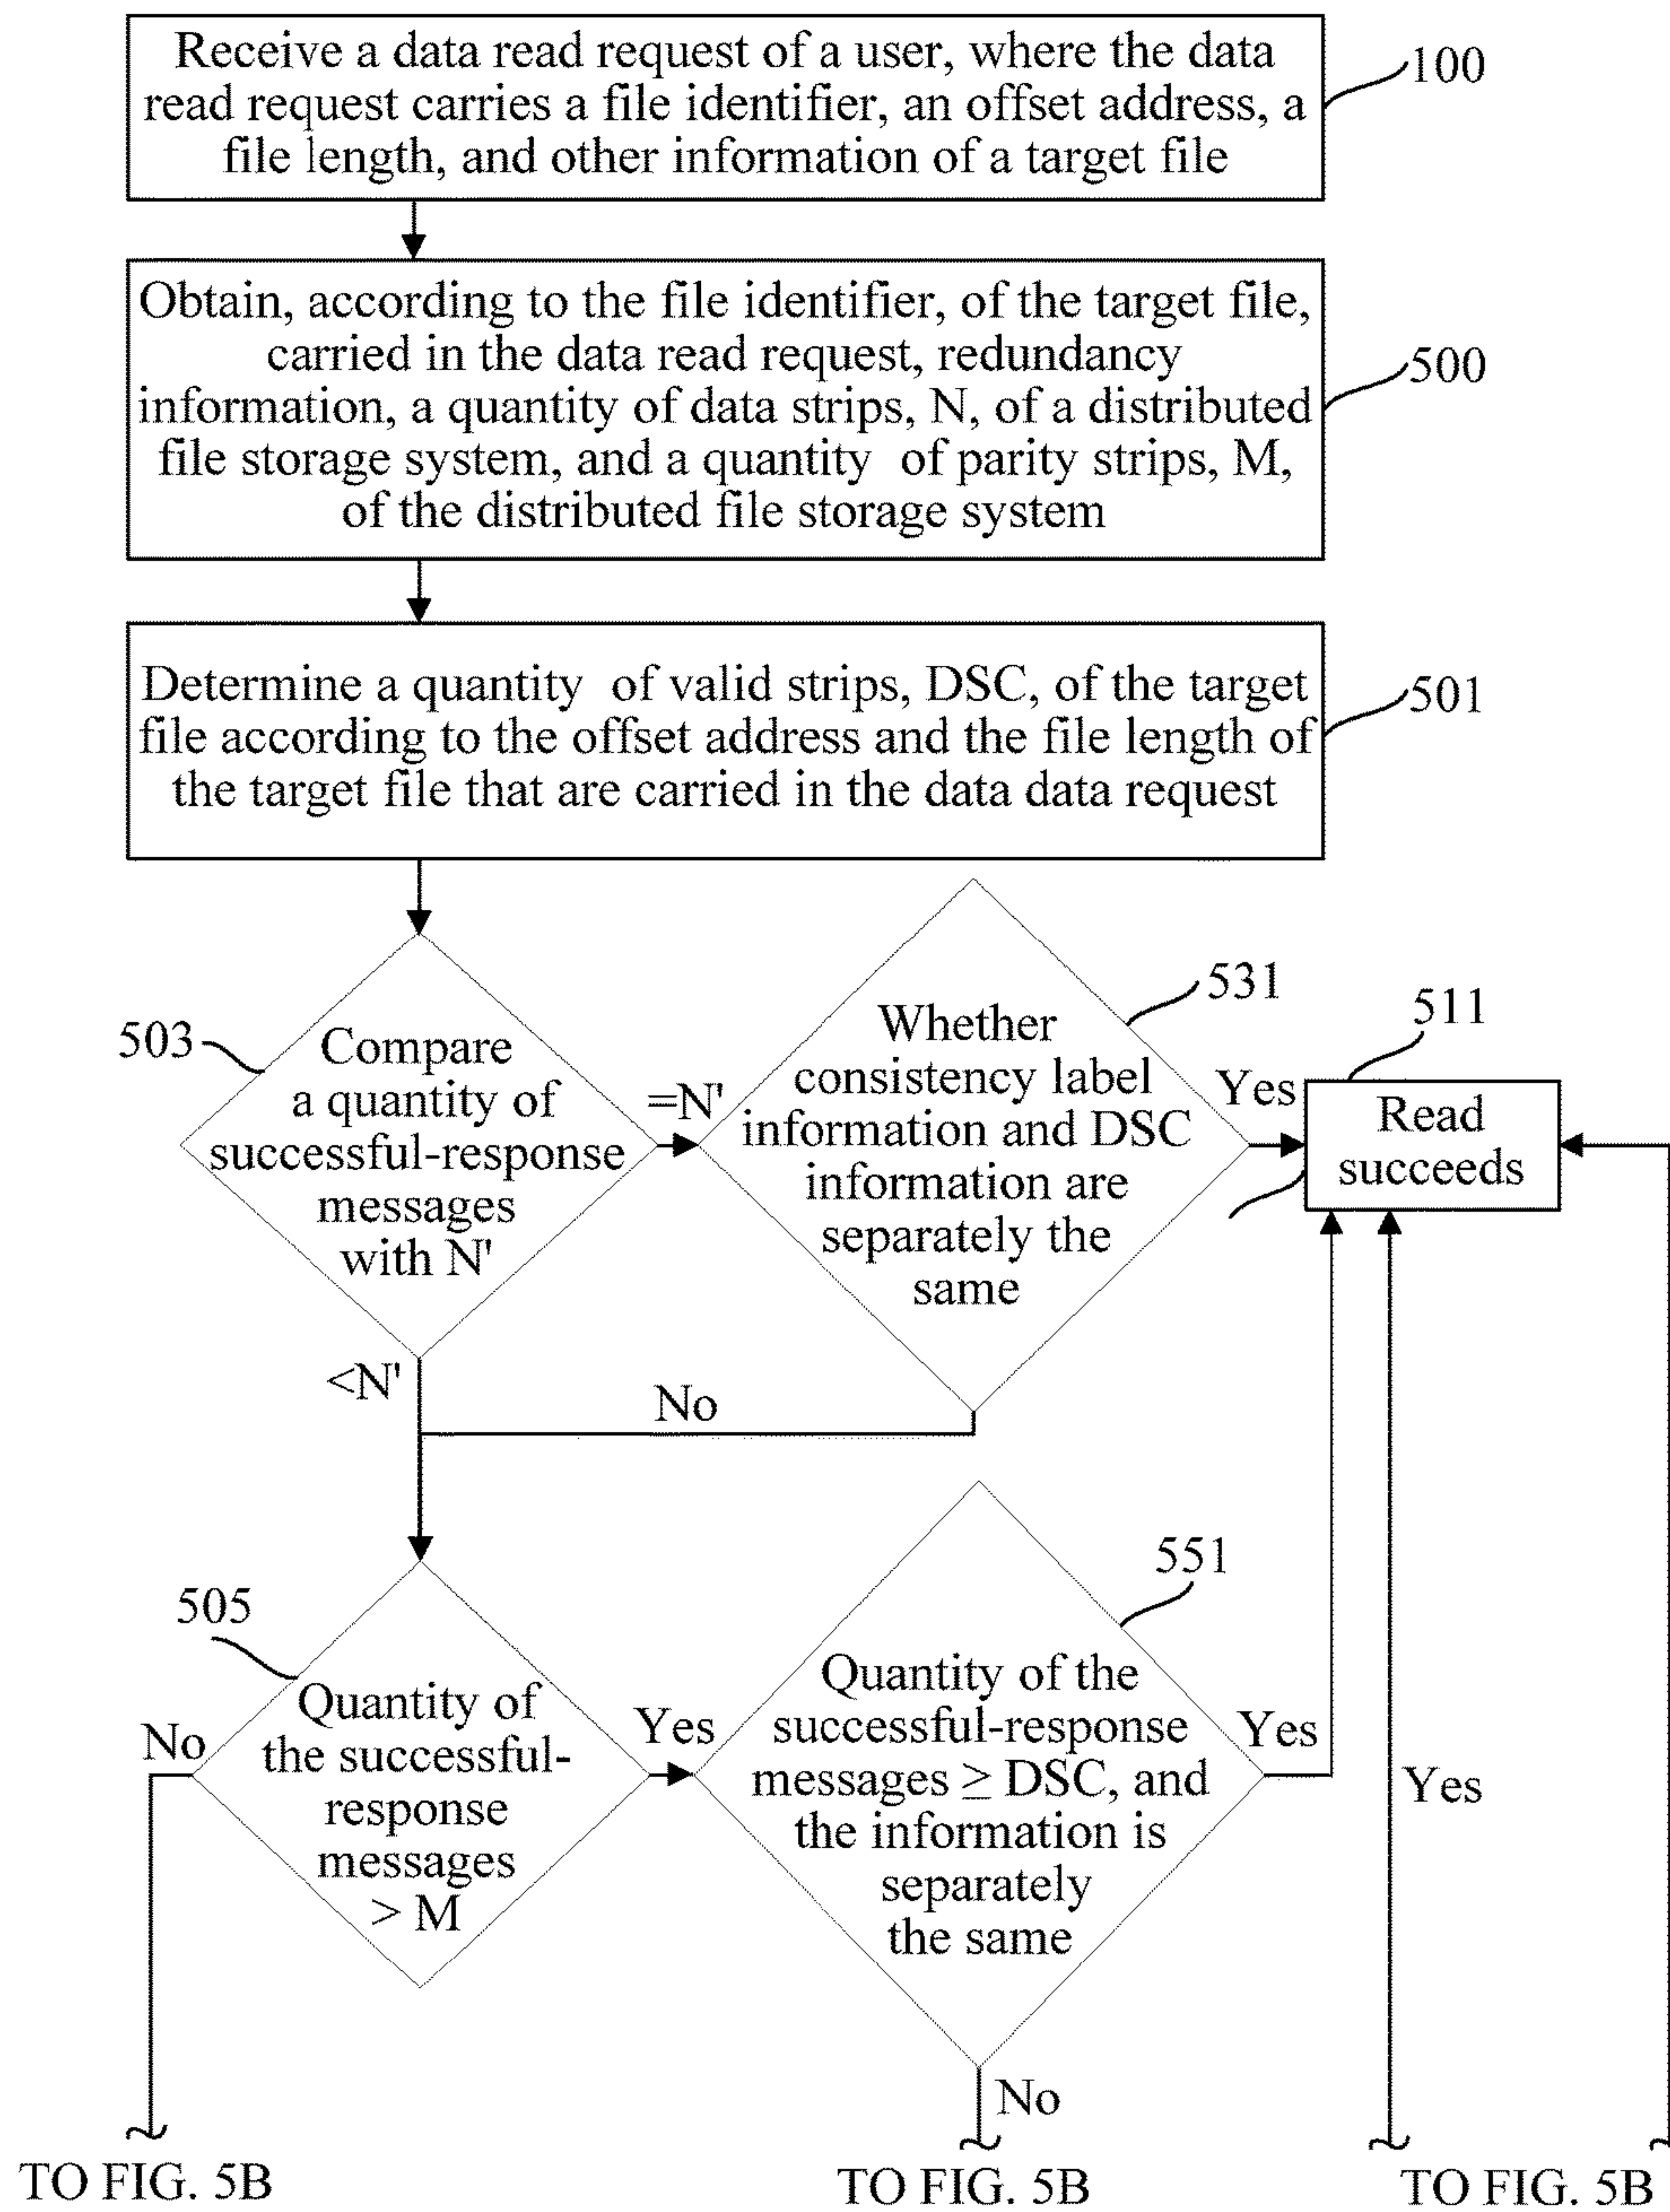 Receive a data read request of a user, where the data
read request carries a file identifier, an offset address, a
file length, and other information of a target file
100
Obtain, according to the file identifier, of the target file,
carried in the data read request, redundancy
information, a quantity of data strips, N, of a distributed
file storage system, and a quantity of parity strips, M,
of the distributed file storage system
500
Determine a quantity of valid strips, DSC, of the target
file according to the offset address and the file length of
the target file that are carried in the data data request
501
503
Compare
a quantity of
successful-response
messages
with N'
=N'
<N'
531
Whether
consistency label
information and DSC
information are
separately the
same
Yes
No
511
Read
succeeds
505
Quantity of
the successful-
response
messages
> M
No
Yes
551
Quantity of the
successful-response
messages ≥ DSC, and
the information is
separately
the same
Yes
No
Yes
TO FIG. 5B
TO FIG. 5B
TO FIG. 5B